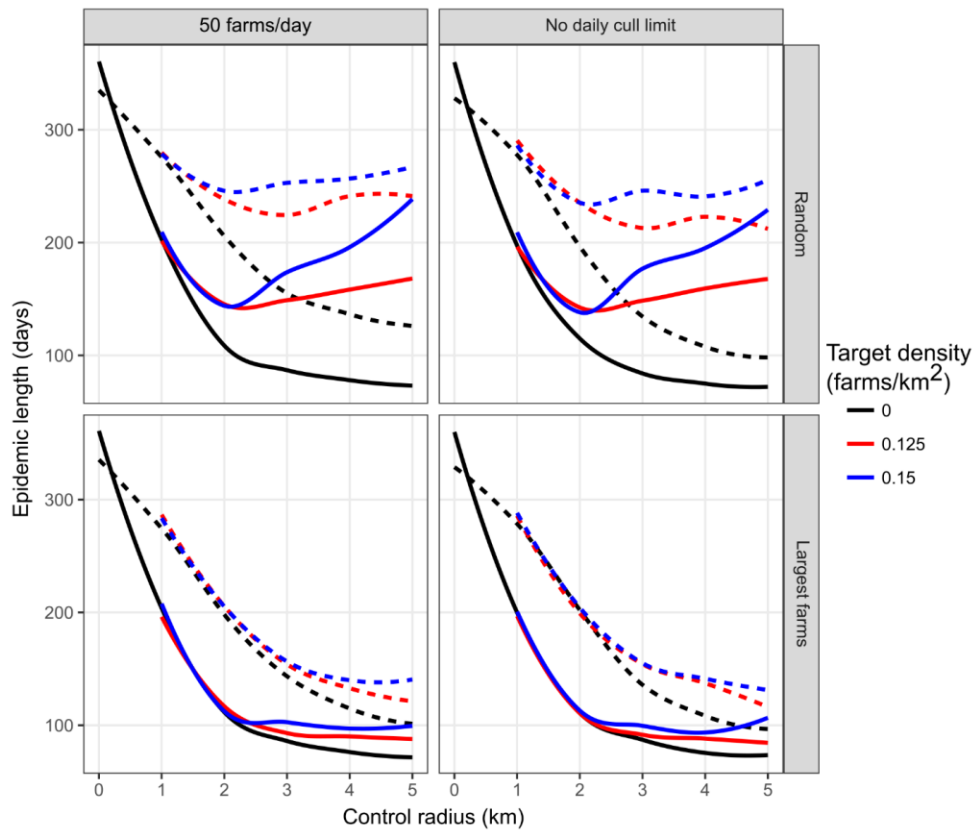 50 farms/day
No daily cull limit
Epidemic length (days)
300
200
100
Random
300
200
100
Largest farms
0 1 2 3 4 5
0 1 2 3 4 5
Control radius (km)
Target density
(farms/km²)
0
0.125
0.15